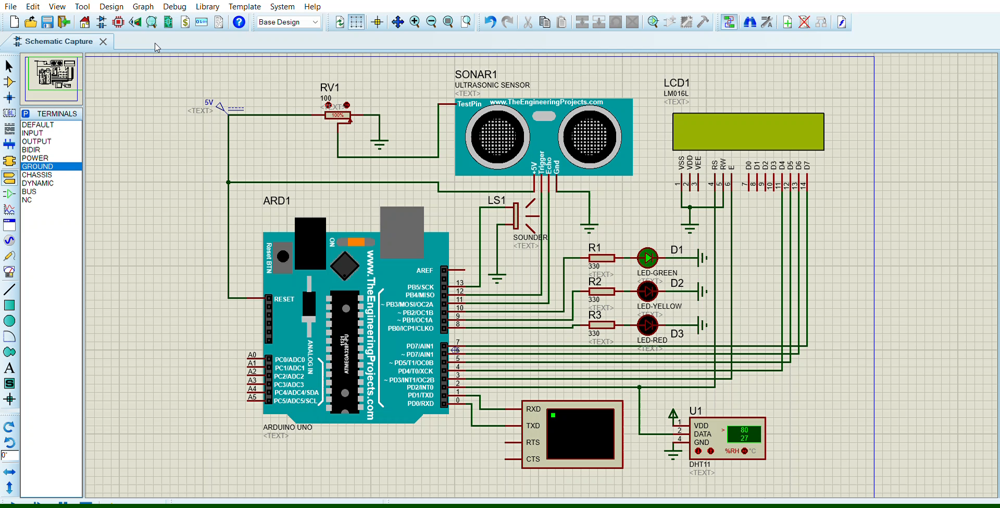 File Edit View Tool Design Graph Debug Library Template System Help
Base Design
Schematic Capture
P TERMINALS
DEFAULT
INPUT
OUTPUT
BIDIR
POWER
GROUND
CHASSIS
DYNAMIC
BUS
NC
LBL
A
S
0°
RV1
100
<TEXT>
100%
5V
<TEXT>
SONAR1
ULTRASONIC SENSOR
<TEXT>
TestPin
www.TheEngineeringProjects.com
+5V
Trigger
Echo
Gnd
LCD1
LM016L
<TEXT>
VSS VDD VEE RS RW E D0 D1 D2 D3 D4 D5 D6 D7
1 2 3 4 5 6 7 8 9 10 11 12 13 14
LS1
SOUNDER
<TEXT>
ARD1
Reset BTN
ON
www.TheEngineeringProjects.com
1121
ATMEGA328P-PU
ANALOG IN
RESET
AREF
PB5/SCK 13
PB4/MISO 12
~ PB3/MOSI/OC2A 11
~ PB2/OC1B 10
~ PB1/OC1A 9
PB0/ICP1/CLKO 8
PD7/AIN1 7
~ PD7/AIN1 6
~ PD5/T1/OC0B 5
PD4/T0/XCK 4
~ PD3/INT1/OC2B 3
PD2/INT0 2
PD1/TXD 1
PD0/RXD 0
A0 PC0/ADC0
A1 PC1/ADC1
A2 PC2/ADC2
A3 PC3/ADC3
A4 PC4/ADC4/SDA
A5 PC5/ADC5/SCL
ARDUINO UNO
<TEXT>
R1
330
<TEXT>
D1
LED-GREEN
<TEXT>
R2
330
<TEXT>
D2
LED-YELLOW
<TEXT>
R3
330
<TEXT>
D3
LED-RED
<TEXT>
RXD
TXD
RTS
CTS
U1
1 VDD
2 DATA
4 GND
> 80
27
%RH °C
DHT11
<TEXT>